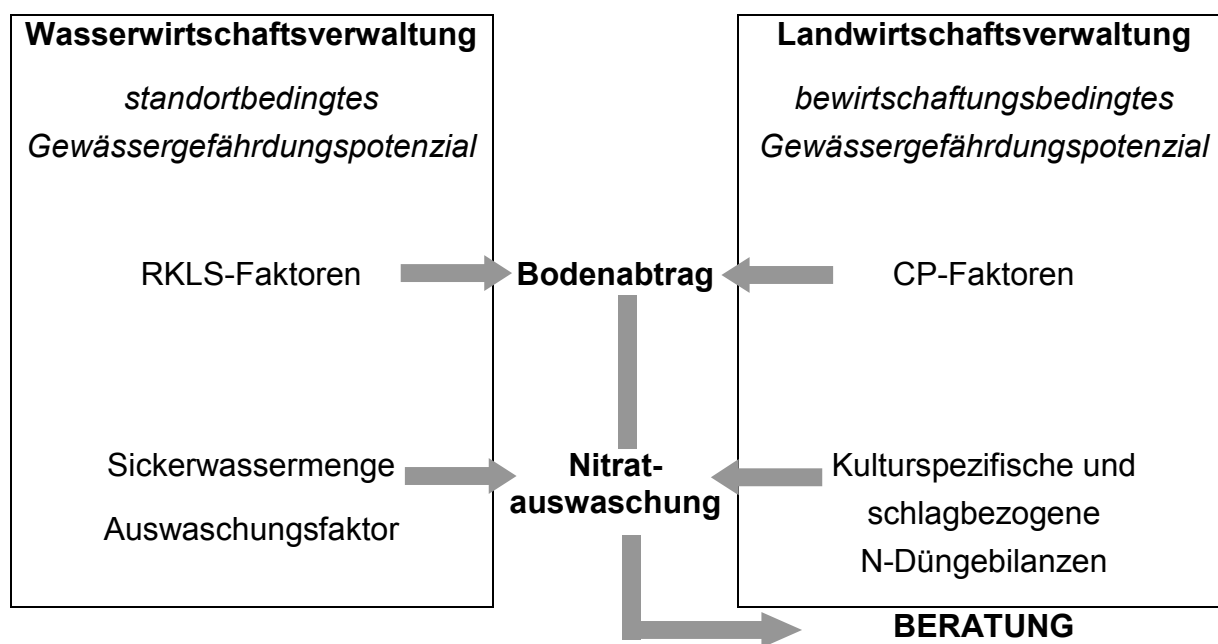 Wasserwirtschaftsverwaltung
standortbedingtes
Gewässergefährdungspotenzial
Landwirtschaftsverwaltung
bewirtschaftungsbedingtes
Gewässergefährdungspotenzial
RKLS-Faktoren
Bodenabtrag
CP-Faktoren
Sickerwassermenge
Auswaschungsfaktor
Nitrat-
auswaschung
Kulturspezifische und
schlagbezogene
N-Düngebilanzen
BERATUNG